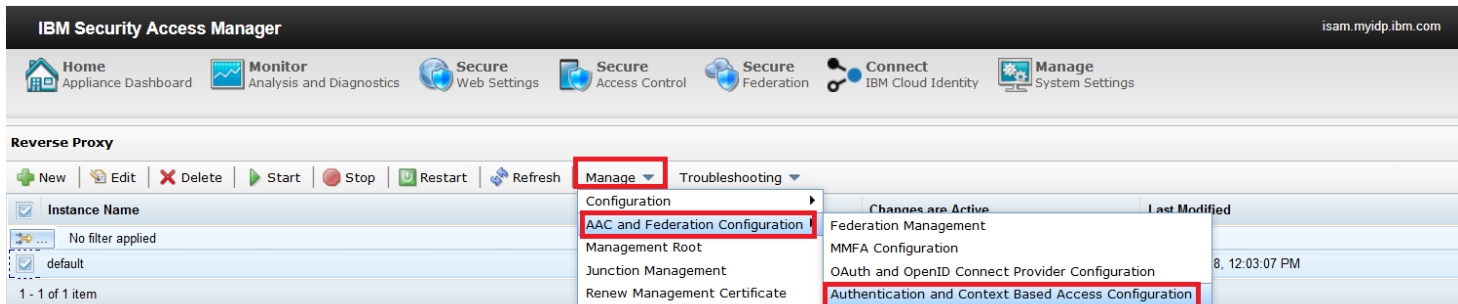 IBM Security Access Manager isam.myidp.ibm.com
Home Monitor Secure Secure Secure Connect Manage
Appliance Dashboard Analysis and Diagnostics Web Settings Access Control Federation IBM Cloud Identity System Settings
Reverse Proxy
New Edit Delete Start Stop Restart Refresh Manage Troubleshooting
Instance Name Configuration Changes are Active Last Modified
AAC and Federation Configuration Federation Management
... No filter applied
Management Root MMFA Configuration
default Junction Management OAuth and OpenID Connect Provider Configuration 8, 12:03:07 PM
1 - 1 of 1 item Renew Management Certificate Authentication and Context Based Access Configuration